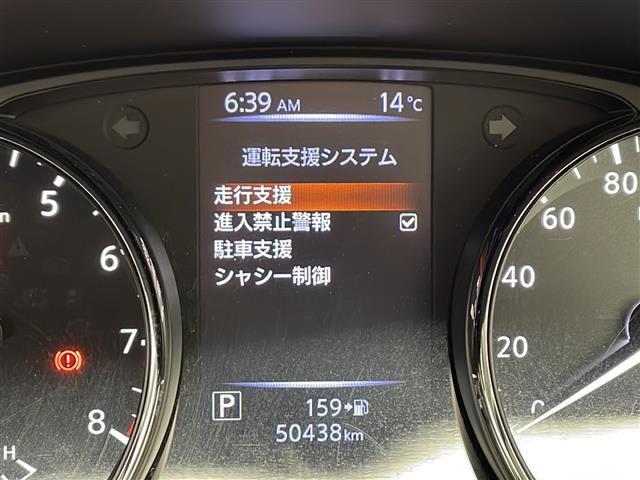 6:39 AM 14℃
運転支援システム
走行支援
進入禁止警報
駐車支援
シャシー制御
P 159
50438km
5
6
7
8
H
80
60
40
20